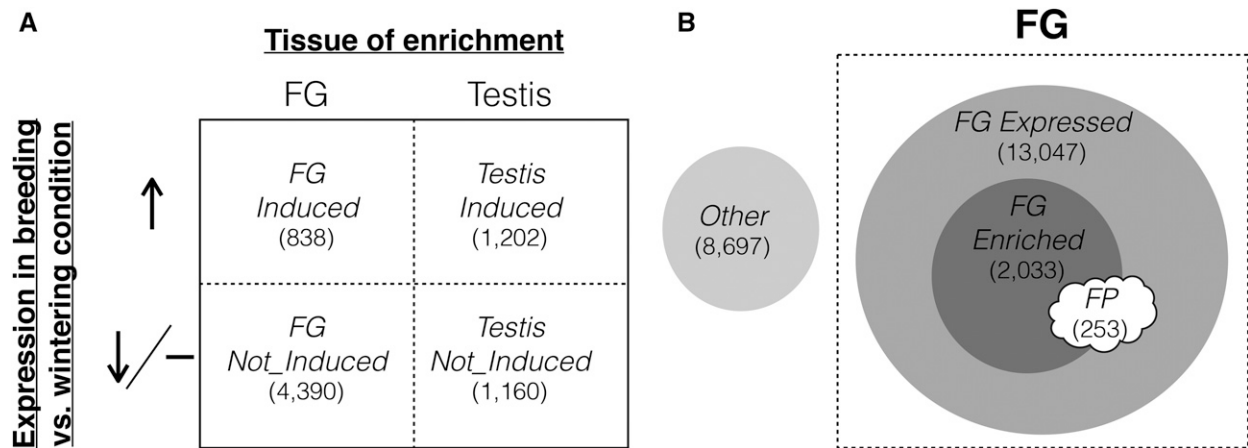 A
Tissue of enrichment
FG
Testis
Expression in breeding
vs. wintering condition
FG
Induced
(838)
Testis
Induced
(1,202)
FG
Not_Induced
(4,390)
Testis
Not_Induced
(1,160)
B
FG
Other
(8,697)
FG Expressed
(13,047)
FG
Enriched
(2,033)
FP
(253)